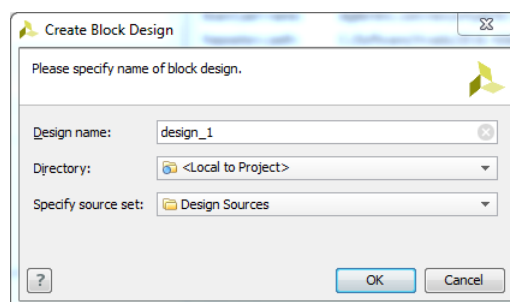 Create Block Design
Please specify name of block design.
Design name: design_1
Directory: <Local to Project>
Specify source set: Design Sources
? OK Cancel